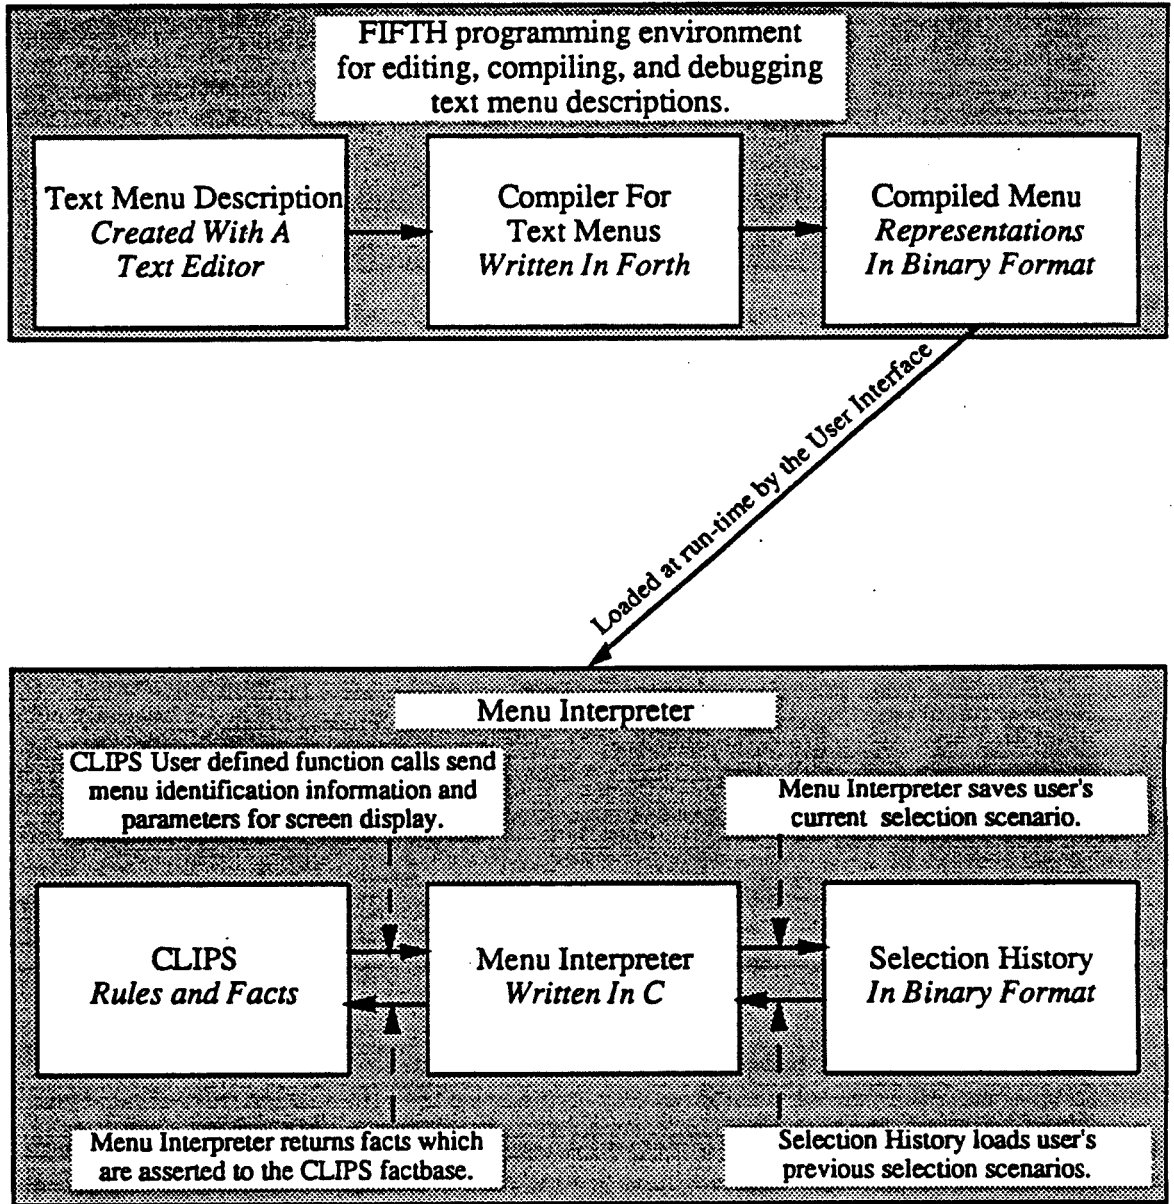 FIFTH programming environment
for editing, compiling, and debugging
text menu descriptions.
Text Menu Description
Created With A
Text Editor
Compiler For
Text Menus
Written In Forth
Compiled Menu
Representations
In Binary Format
Loaded at run-time by the User Interface
Menu Interpreter
CLIPS User defined function calls send
menu identification information and
parameters for screen display.
Menu Interpreter saves user's
current selection scenario.
CLIPS
Rules and Facts
Menu Interpreter
Written In C
Selection History
In Binary Format
Menu Interpreter returns facts which
are asserted to the CLIPS factbase.
Selection History loads user's
previous selection scenarios.